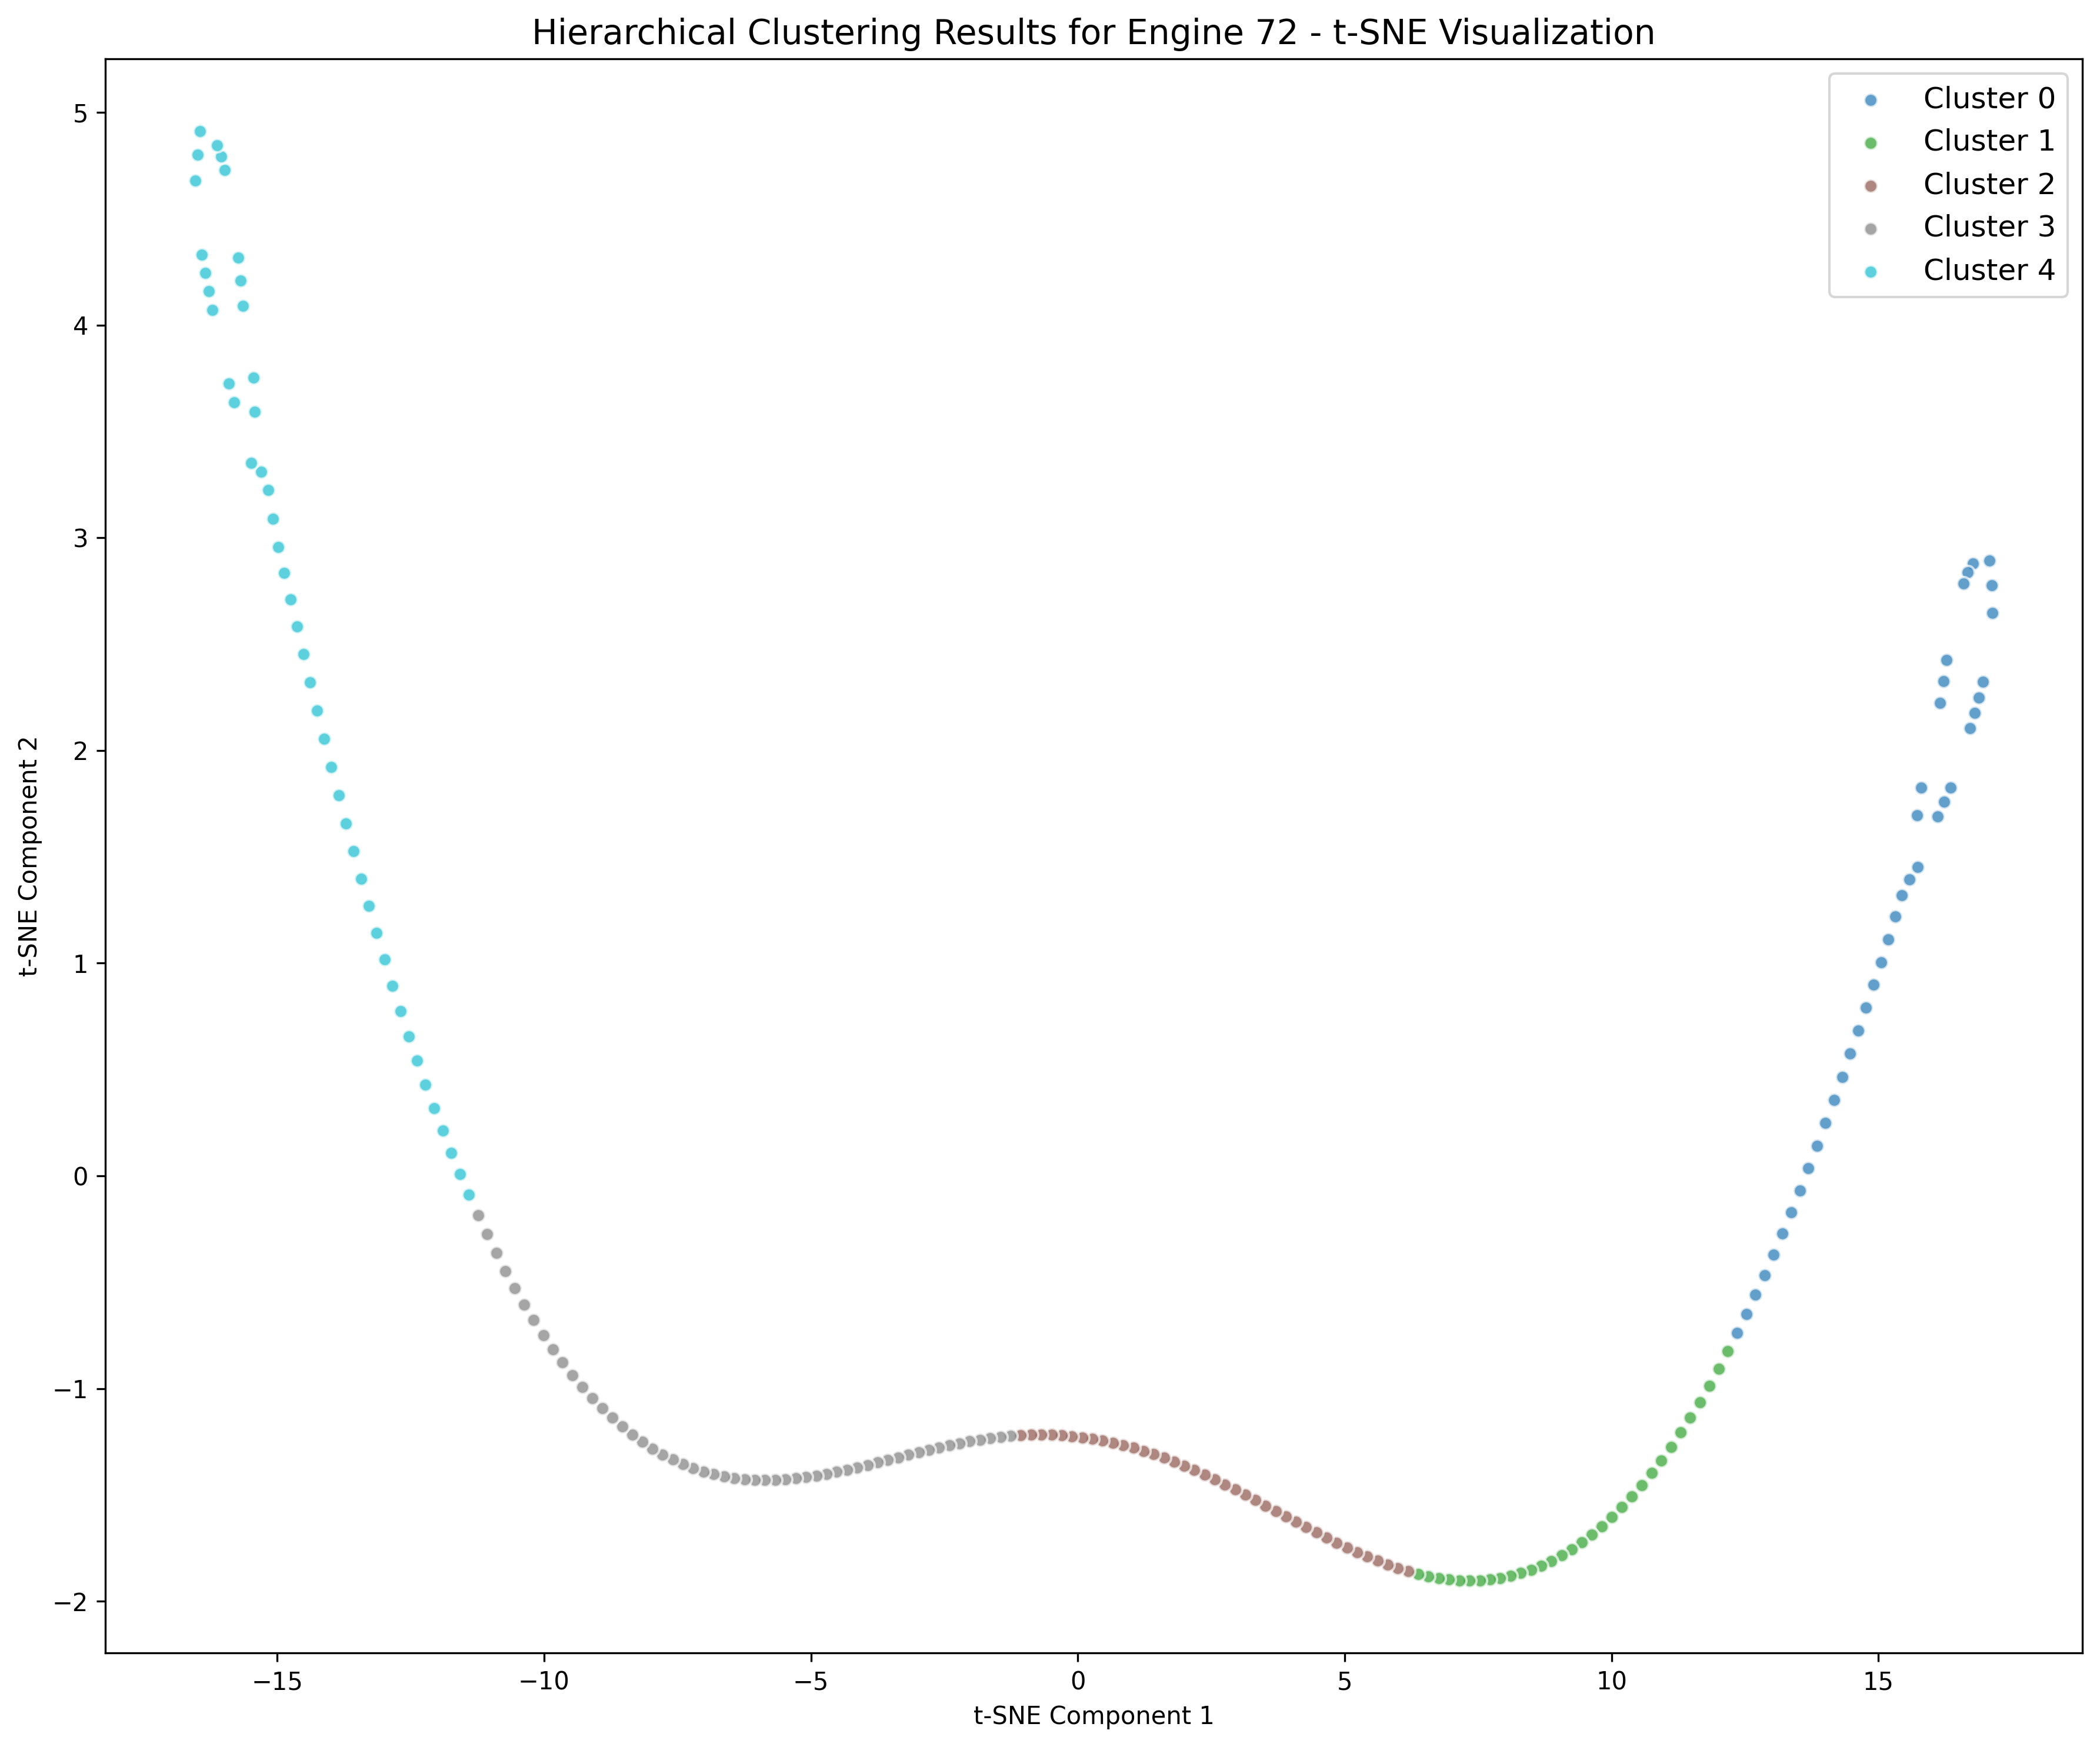 Hierarchical Clustering Results for Engine 72 - t-SNE Visualization
Cluster 0
Cluster 1
Cluster 2
Cluster 3
Cluster 4
5
4
3
2
1
0
−1
−2
t-SNE Component 2
−15
−10
−5
0
5
10
15
t-SNE Component 1